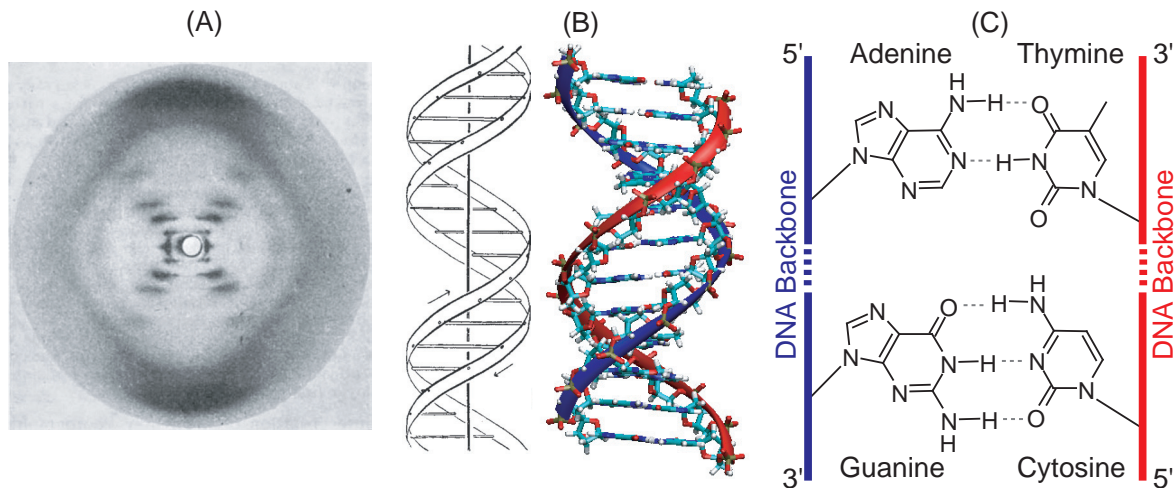 (A)
(B)
(C)
5'
Adenine
Thymine
3'
N
N
N
N
N
H
H
O
H
N
N
O
DNA Backbone
DNA Backbone
O
H
N
H
N
N
N
N
H
N
N
H
H
N
O
3'
Guanine
Cytosine
5'